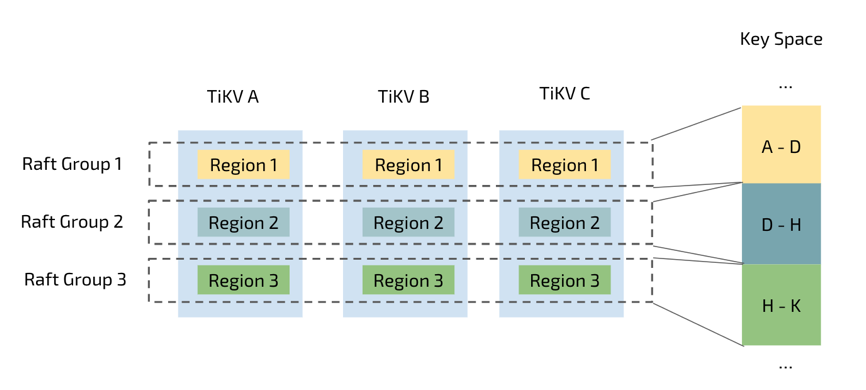 Key Space
...
TiKV A
TiKV B
TiKV C
Raft Group 1
Region 1
Region 1
Region 1
A - D
Raft Group 2
Region 2
Region 2
Region 2
D - H
Raft Group 3
Region 3
Region 3
Region 3
H - K
...